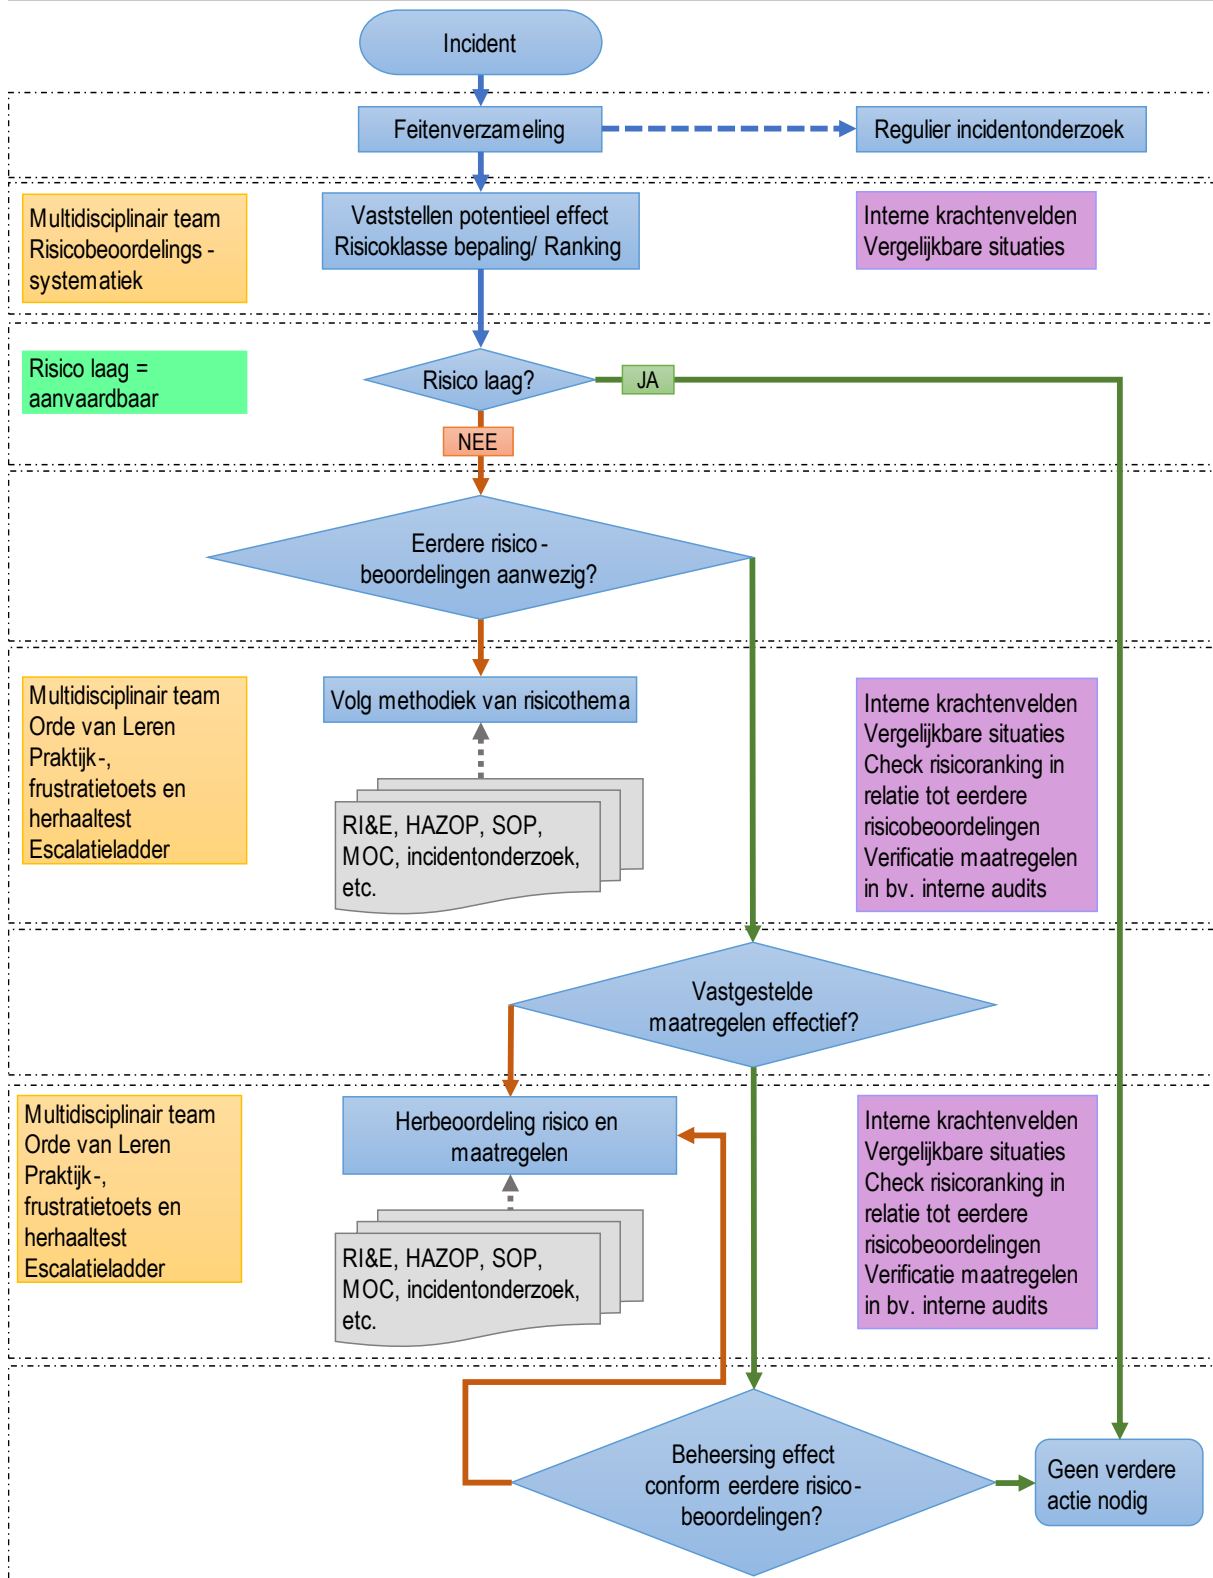 Incident
Feitenverzameling
Regulier incidentonderzoek
Multidisciplinair team
Risicobeoordelings -
systematiek
Vaststellen potentieel effect
Risicoklasse bepaling/ Ranking
Interne krachtenvelden
Vergelijkbare situaties
Risico laag =
aanvaardbaar
Risico laag?
JA
NEE
Eerdere risico -
beoordelingen aanwezig?
Multidisciplinair team
Orde van Leren
Praktijk-,
frustratietoets en
herhaaltest
Escalatieladder
Volg methodiek van risicothema
RI&E, HAZOP, SOP,
MOC, incidentonderzoek,
etc.
Interne krachtenvelden
Vergelijkbare situaties
Check risicoranking in
relatie tot eerdere
risicobeoordelingen
Verificatie maatregelen
in bv. interne audits
Vastgestelde
maatregelen effectief?
Multidisciplinair team
Orde van Leren
Praktijk-,
frustratietoets en
herhaaltest
Escalatieladder
Herbeoordeling risico en
maatregelen
RI&E, HAZOP, SOP,
MOC, incidentonderzoek,
etc.
Interne krachtenvelden
Vergelijkbare situaties
Check risicoranking in
relatie tot eerdere
risicobeoordelingen
Verificatie maatregelen
in bv. interne audits
Beheersing effect
conform eerdere risico-
beoordelingen?
Geen verdere
actie nodig